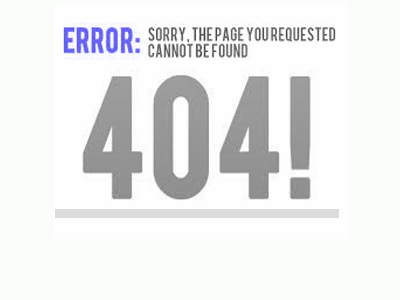 ERROR: SORRY, THE PAGE YOU REQUESTED
CANNOT BE FOUND
404!